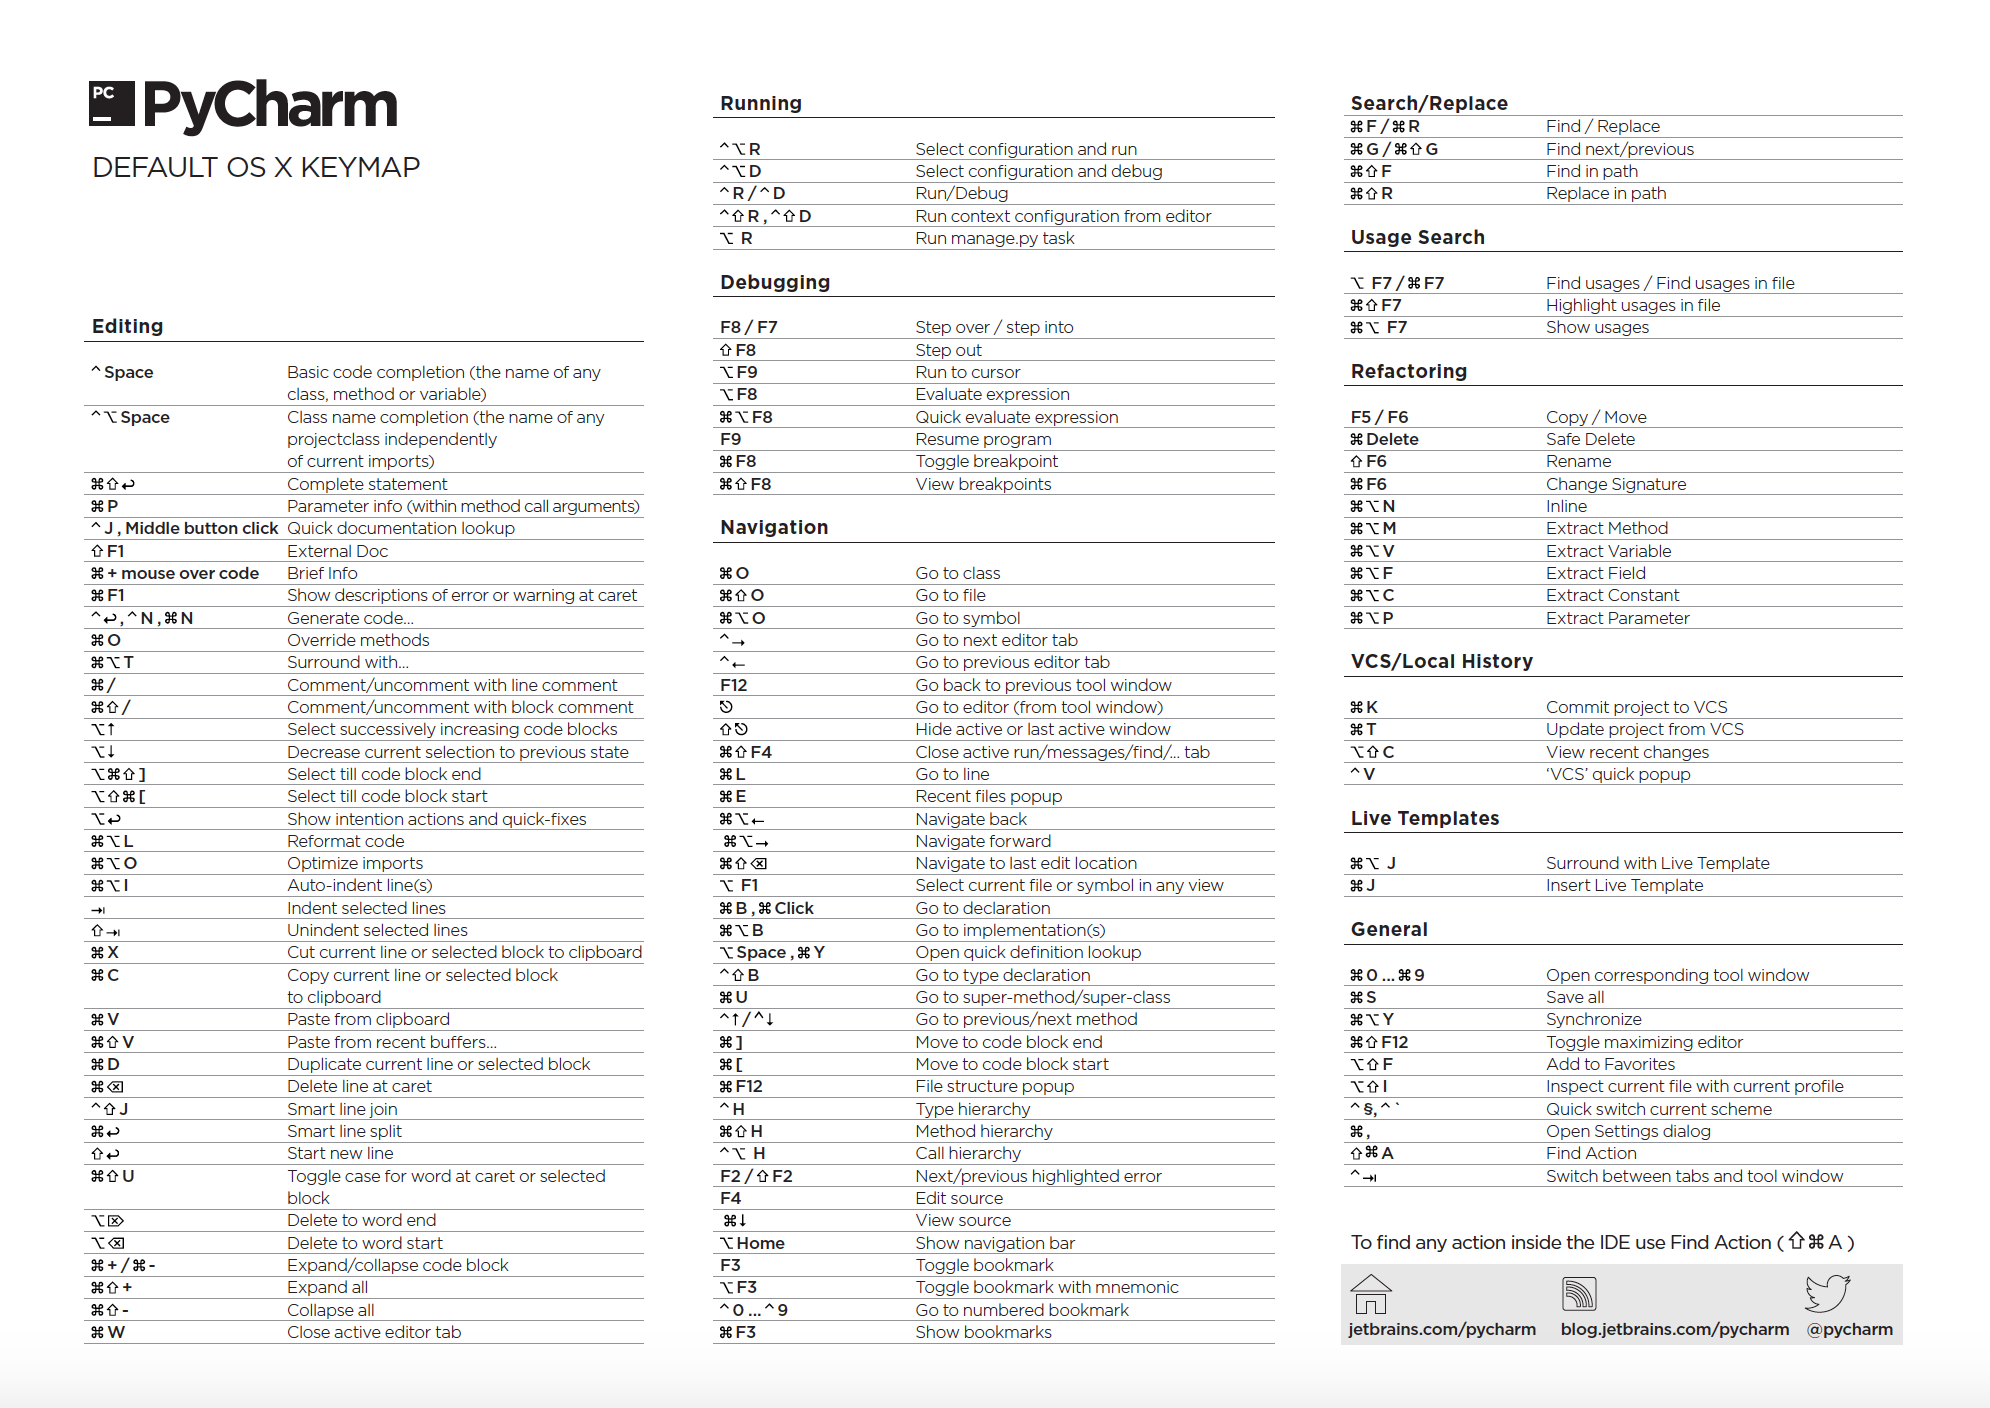 PC PyCharm
DEFAULT OS X KEYMAP
Editing
^ Space Basic code completion (the name of any
class, method or variable)
^⌥ Space Class name completion (the name of any
projectclass independently
of current imports)
⌘⇧↩ Complete statement
⌘ P Parameter info (within method call arguments)
^ J , Middle button click Quick documentation lookup
⇧ F1 External Doc
⌘ + mouse over code Brief Info
⌘ F1 Show descriptions of error or warning at caret
^↩ , ^ N , ⌘ N Generate code...
⌘ O Override methods
⌘⌥ T Surround with...
⌘ / Comment/uncomment with line comment
⌘⇧ / Comment/uncomment with block comment
⌥↑ Select successively increasing code blocks
⌥↓ Decrease current selection to previous state
⌥⌘⇧ ] Select till code block end
⌥⇧⌘ [ Select till code block start
⌥↩ Show intention actions and quick-fixes
⌘⌥ L Reformat code
⌘⌥ O Optimize imports
⌘⌥ I Auto-indent line(s)
⇥ Indent selected lines
⇧⇥ Unindent selected lines
⌘ X Cut current line or selected block to clipboard
⌘ C Copy current line or selected block
to clipboard
⌘ V Paste from clipboard
⌘⇧ V Paste from recent buffers...
⌘ D Duplicate current line or selected block
⌘⌫ Delete line at caret
^⇧ J Smart line join
⌘↩ Smart line split
⇧↩ Start new line
⌘⇧ U Toggle case for word at caret or selected
block
⌥⌦ Delete to word end
⌥⌫ Delete to word start
⌘ + / ⌘ - Expand/collapse code block
⌘⇧ + Expand all
⌘⇧ - Collapse all
⌘ W Close active editor tab
Running
^⌥ R Select configuration and run
^⌥ D Select configuration and debug
^ R / ^ D Run/Debug
^⇧ R , ^⇧ D Run context configuration from editor
⌥ R Run manage.py task
Debugging
F8 / F7 Step over / step into
⇧ F8 Step out
⌥ F9 Run to cursor
⌥ F8 Evaluate expression
⌘⌥ F8 Quick evaluate expression
F9 Resume program
⌘ F8 Toggle breakpoint
⌘⇧ F8 View breakpoints
Navigation
⌘ O Go to class
⌘⇧ O Go to file
⌘⌥ O Go to symbol
^→ Go to next editor tab
^← Go to previous editor tab
F12 Go back to previous tool window
⎋ Go to editor (from tool window)
⇧⎋ Hide active or last active window
⌘⇧ F4 Close active run/messages/find/... tab
⌘ L Go to line
⌘ E Recent files popup
⌘⌥← Navigate back
⌘⌥→ Navigate forward
⌘⇧⌫ Navigate to last edit location
⌥ F1 Select current file or symbol in any view
⌘ B , ⌘ Click Go to declaration
⌘⌥ B Go to implementation(s)
⌥ Space , ⌘ Y Open quick definition lookup
^⇧ B Go to type declaration
⌘ U Go to super-method/super-class
^↑ / ^↓ Go to previous/next method
⌘ ] Move to code block end
⌘ [ Move to code block start
⌘ F12 File structure popup
^ H Type hierarchy
⌘⇧ H Method hierarchy
^⌥ H Call hierarchy
F2 / ⇧ F2 Next/previous highlighted error
F4 Edit source
⌘↓ View source
⌥ Home Show navigation bar
F3 Toggle bookmark
⌥ F3 Toggle bookmark with mnemonic
^ 0 ... ^ 9 Go to numbered bookmark
⌘ F3 Show bookmarks
Search/Replace
⌘ F / ⌘ R Find / Replace
⌘ G / ⌘⇧ G Find next/previous
⌘⇧ F Find in path
⌘⇧ R Replace in path
Usage Search
⌥ F7 / ⌘ F7 Find usages / Find usages in file
⌘⇧ F7 Highlight usages in file
⌘⌥ F7 Show usages
Refactoring
F5 / F6 Copy / Move
⌘ Delete Safe Delete
⇧ F6 Rename
⌘ F6 Change Signature
⌘⌥ N Inline
⌘⌥ M Extract Method
⌘⌥ V Extract Variable
⌘⌥ F Extract Field
⌘⌥ C Extract Constant
⌘⌥ P Extract Parameter
VCS/Local History
⌘ K Commit project to VCS
⌘ T Update project from VCS
⌥⇧ C View recent changes
^ V ‘VCS’ quick popup
Live Templates
⌘⌥ J Surround with Live Template
⌘ J Insert Live Template
General
⌘ 0 ... ⌘ 9 Open corresponding tool window
⌘ S Save all
⌘⌥ Y Synchronize
⌘⇧ F12 Toggle maximizing editor
⌥⇧ F Add to Favorites
⌥⇧ I Inspect current file with current profile
^ §, ^ ` Quick switch current scheme
⌘ , Open Settings dialog
⇧⌘ A Find Action
^⇥ Switch between tabs and tool window
To find any action inside the IDE use Find Action ( ⇧⌘ A )
jetbrains.com/pycharm blog.jetbrains.com/pycharm @pycharm